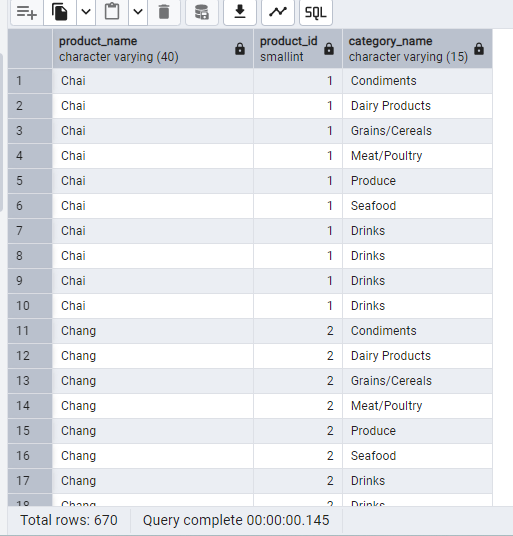 SQL
product_name product_id category_name
character varying (40) smallint character varying (15)
1 Chai 1 Condiments
2 Chai 1 Dairy Products
3 Chai 1 Grains/Cereals
4 Chai 1 Meat/Poultry
5 Chai 1 Produce
6 Chai 1 Seafood
7 Chai 1 Drinks
8 Chai 1 Drinks
9 Chai 1 Drinks
10 Chai 1 Drinks
11 Chang 2 Condiments
12 Chang 2 Dairy Products
13 Chang 2 Grains/Cereals
14 Chang 2 Meat/Poultry
15 Chang 2 Produce
16 Chang 2 Seafood
17 Chang 2 Drinks
18 Chang 2 Drinks
Total rows: 670 Query complete 00:00:00.145